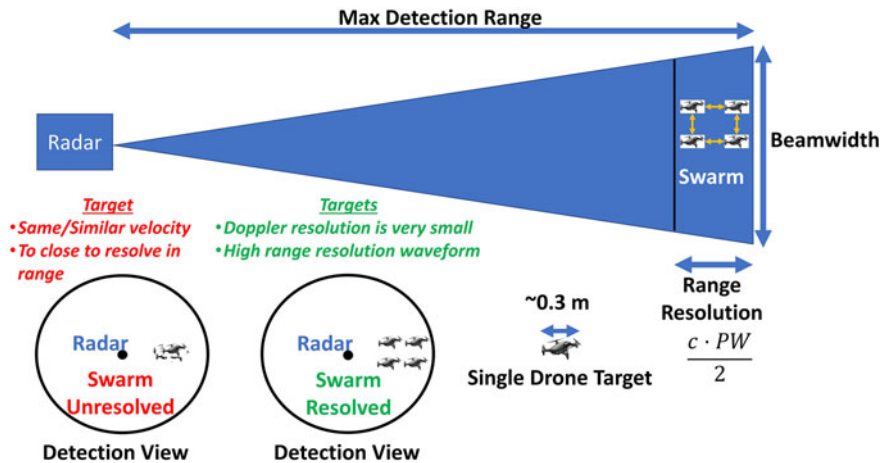 Max Detection Range
Radar
Beamwidth
Swarm
Target
•Same/Similar velocity
•To close to resolve in
range
Targets
•Doppler resolution is very small
•High range resolution waveform
Radar
Swarm
Unresolved
Detection View
Radar
Swarm
Resolved
Detection View
~0.3 m
Single Drone Target
Range
Resolution
c · PW
2